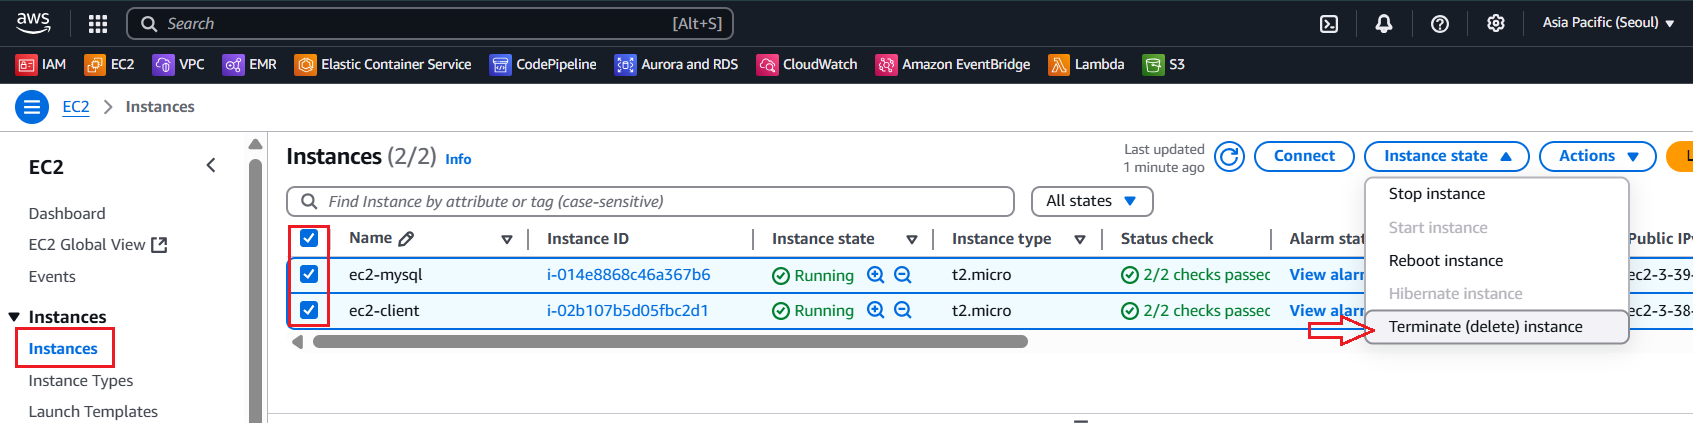 aws
Search [Alt+S]
Asia Pacific (Seoul)
IAM EC2 VPC EMR Elastic Container Service CodePipeline Aurora and RDS CloudWatch Amazon EventBridge Lambda S3
EC2 > Instances
EC2
Dashboard
EC2 Global View
Events
Instances
Instances
Instance Types
Launch Templates
Instances (2/2) Info
Last updated
1 minute ago
Connect Instance state Actions L
Find Instance by attribute or tag (case-sensitive)
All states
Stop instance
Start instance
Reboot instance
Hibernate instance
Terminate (delete) instance
Name Instance ID Instance state Instance type Status check Alarm stat Public IPv
ec2-mysql i-014e8868c46a367b6 Running t2.micro 2/2 checks passed View alarm ec2-3-39-
ec2-client i-02b107b5d05fbc2d1 Running t2.micro 2/2 checks passed View alarm ec2-3-38-